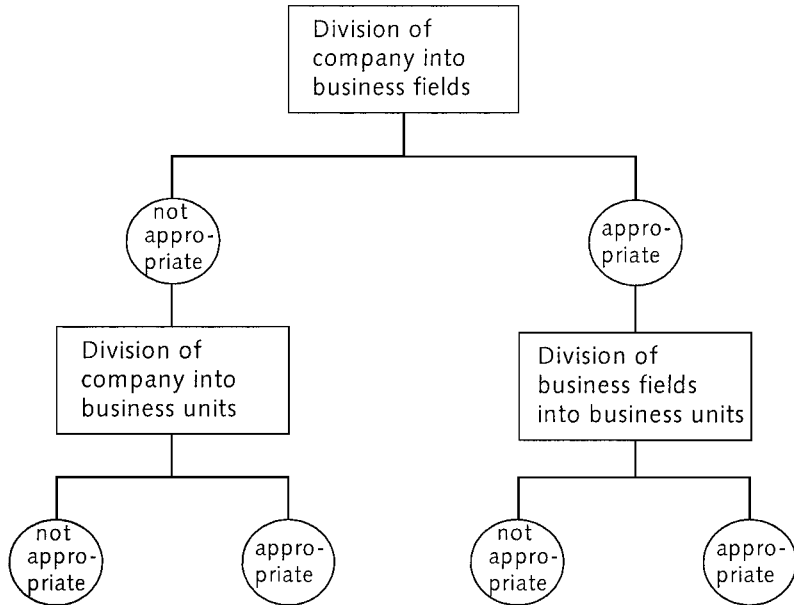 Division of
company into
business fields
not
appro-
priate
appro-
priate
Division of
company into
business units
Division of
business fields
into business units
not
appro-
priate
appro-
priate
not
appro-
priate
appro-
priate